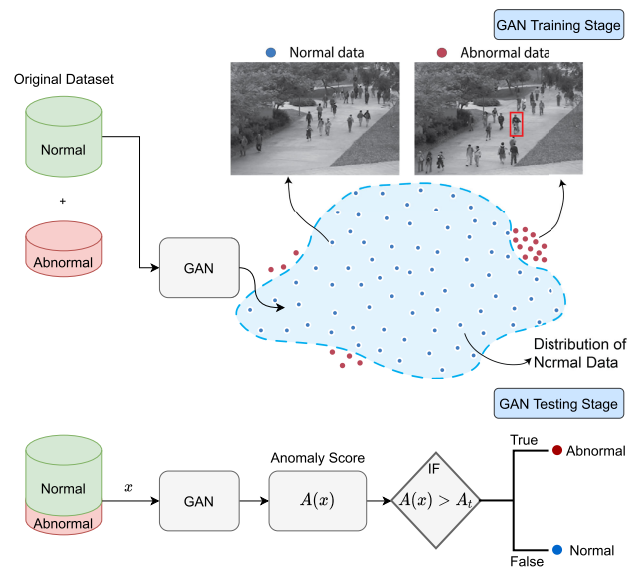 GAN Training Stage
Normal data
Abnormal data
Original Dataset
Normal
+
Abnormal
GAN
Distribution of
Ncrmal Data
GAN Testing Stage
Anomaly Score
IF
True
Abnormal
Normal
x
GAN
A(x)
A(x) > A_t
Abnormal
False
Normal